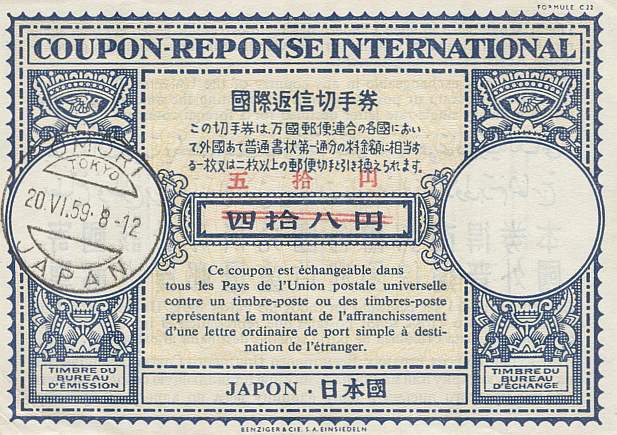 FORMULE C 22
COUPON-REPONSE INTERNATIONAL
國際返信切手券
この切手券は、万國郵便連合の各國におい
て外國あて普通書状第一通分の料金額に相当す
る一枚又は二枚以上の郵便切手と引き換えられます。
五拾円
四拾八円
OMORI
TOKYO
20.VI.59.8-12
JAPAN
Ce coupon est échangeable dans
tous les Pays de l'Union postale universelle
contre un timbre-poste ou des timbres-poste
représentant le montant de l'affranchissement
d'une lettre ordinaire de port simple à desti-
nation de l'étranger.
TIMBRE DU
BUREAU
D'ÉMISSION
JAPON · 日本國
TIMBRE DU
BUREAU
D'ÉCHANGE
BENZIGER & CIE. S.A. EINSIEDELN